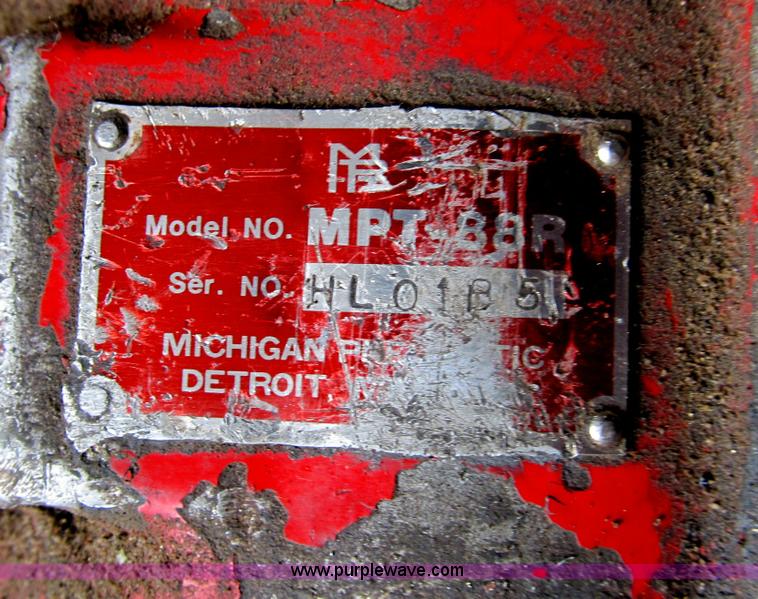 Model NO. MPT-88R
Ser. NO. HL01B5
MICHIGAN
DETROIT
www.purplewave.com